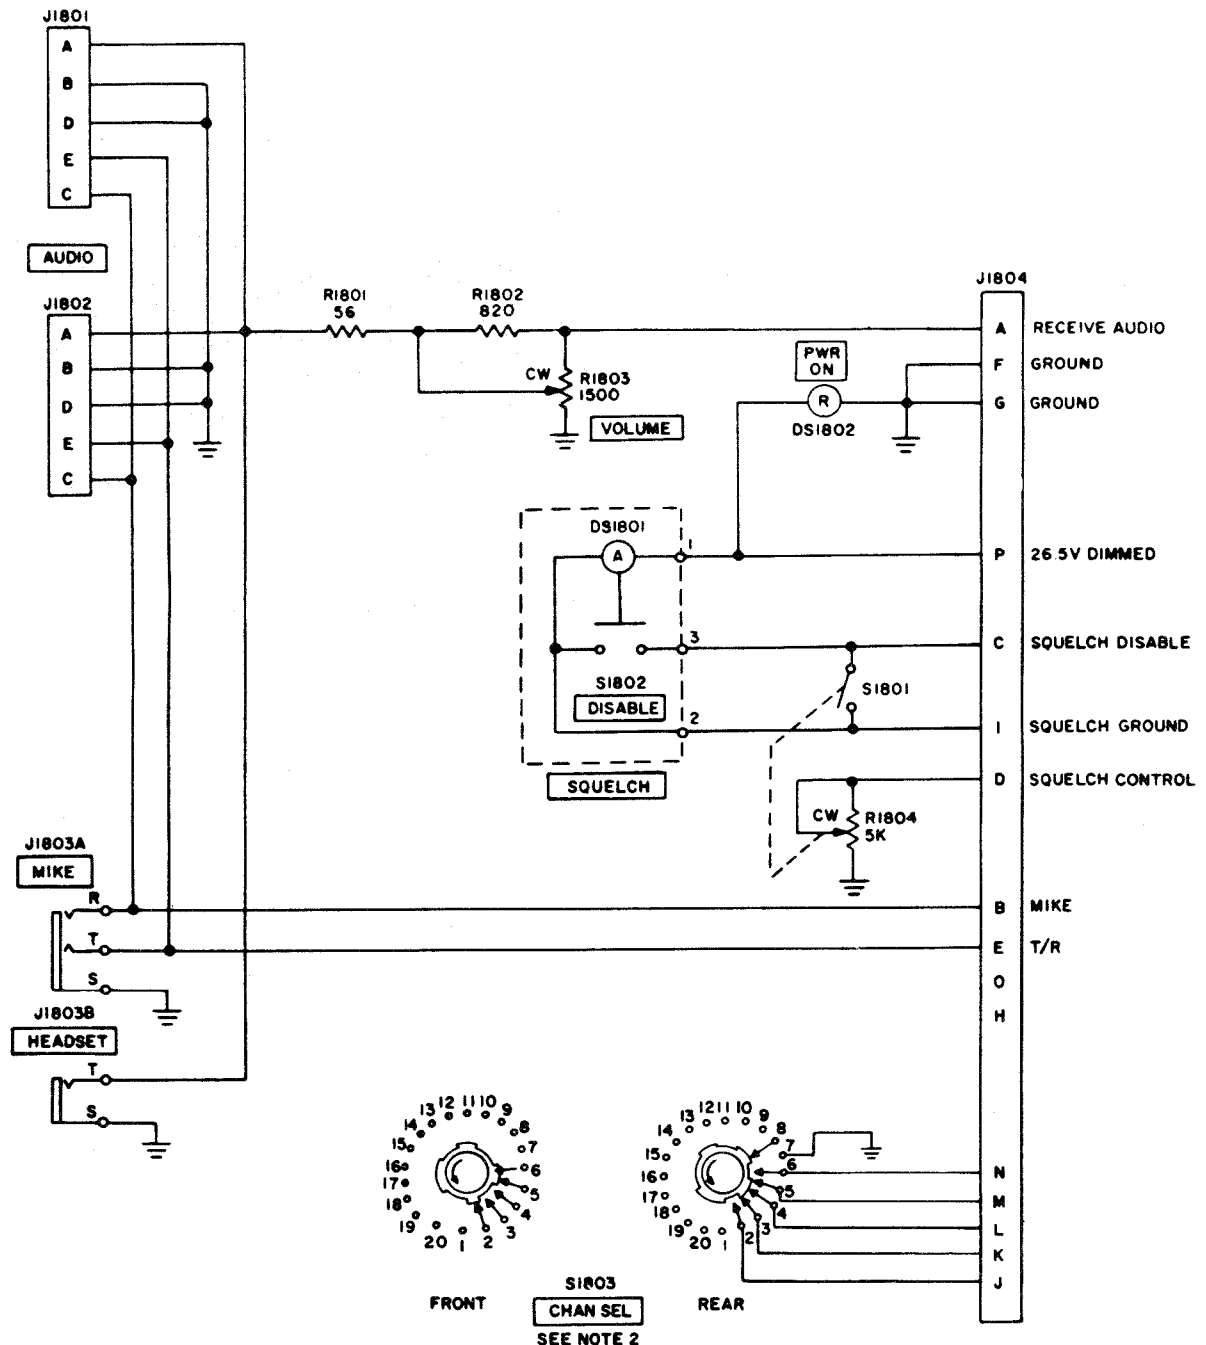 J1801
A
B
D
E
C
AUDIO
J1802
A
B
D
E
C
R1801
56
R1802
820
CW
R1803
1500
VOLUME
J1804
A RECEIVE AUDIO
PWR
ON
F GROUND
R
G GROUND
DS1802
DS1801
A
1
P 26.5V DIMMED
3
C SQUELCH DISABLE
S1802
DISABLE
S1801
2
I SQUELCH GROUND
SQUELCH
D SQUELCH CONTROL
CW
R1804
5K
J1803A
MIKE
R
B MIKE
T
E T/R
S
O
H
J1803B
HEADSET
T
S
1
2
3
4
5
6
7
8
9
10
11
12
13
14
15
16
17
18
19
20
FRONT
1
2
3
4
5
6
7
8
9
10
11
12
13
14
15
16
17
18
19
20
REAR
N
M
L
K
J
S1803
CHAN SEL
SEE NOTE 2